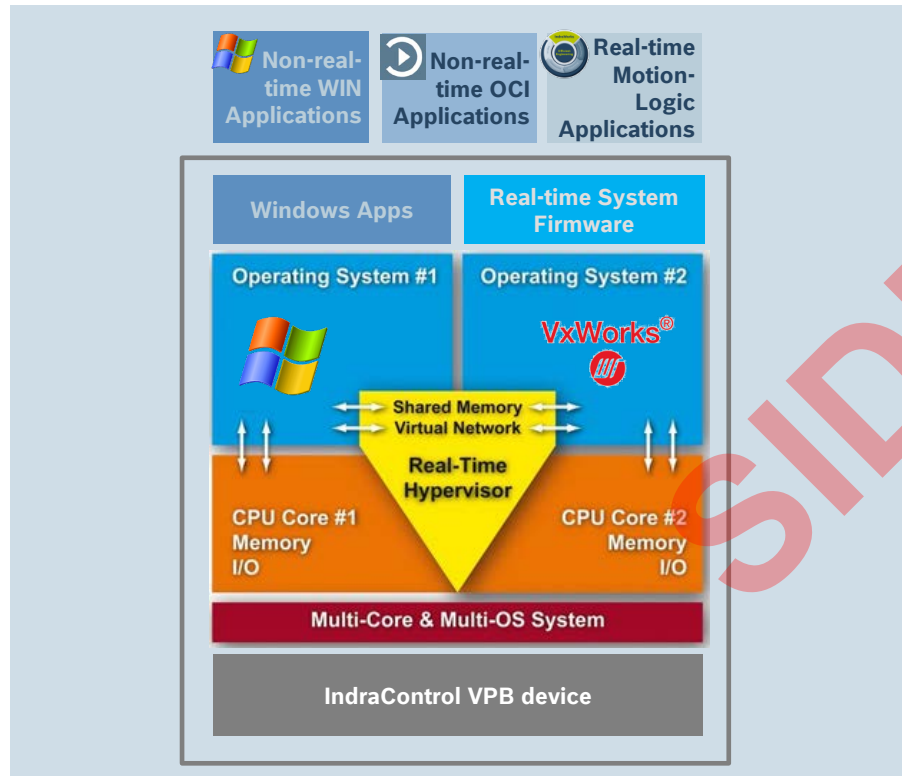 Non-real-
time WIN
Applications
Non-real-
time OCI
Applications
Real-time
Motion-
Logic
Applications
Windows Apps
Real-time System
Firmware
Operating System #1
Operating System #2
VxWorks®
Shared Memory
Virtual Network
Real-Time
Hypervisor
CPU Core #1
Memory
I/O
CPU Core #2
Memory
I/O
Multi-Core & Multi-OS System
IndraControl VPB device
SID